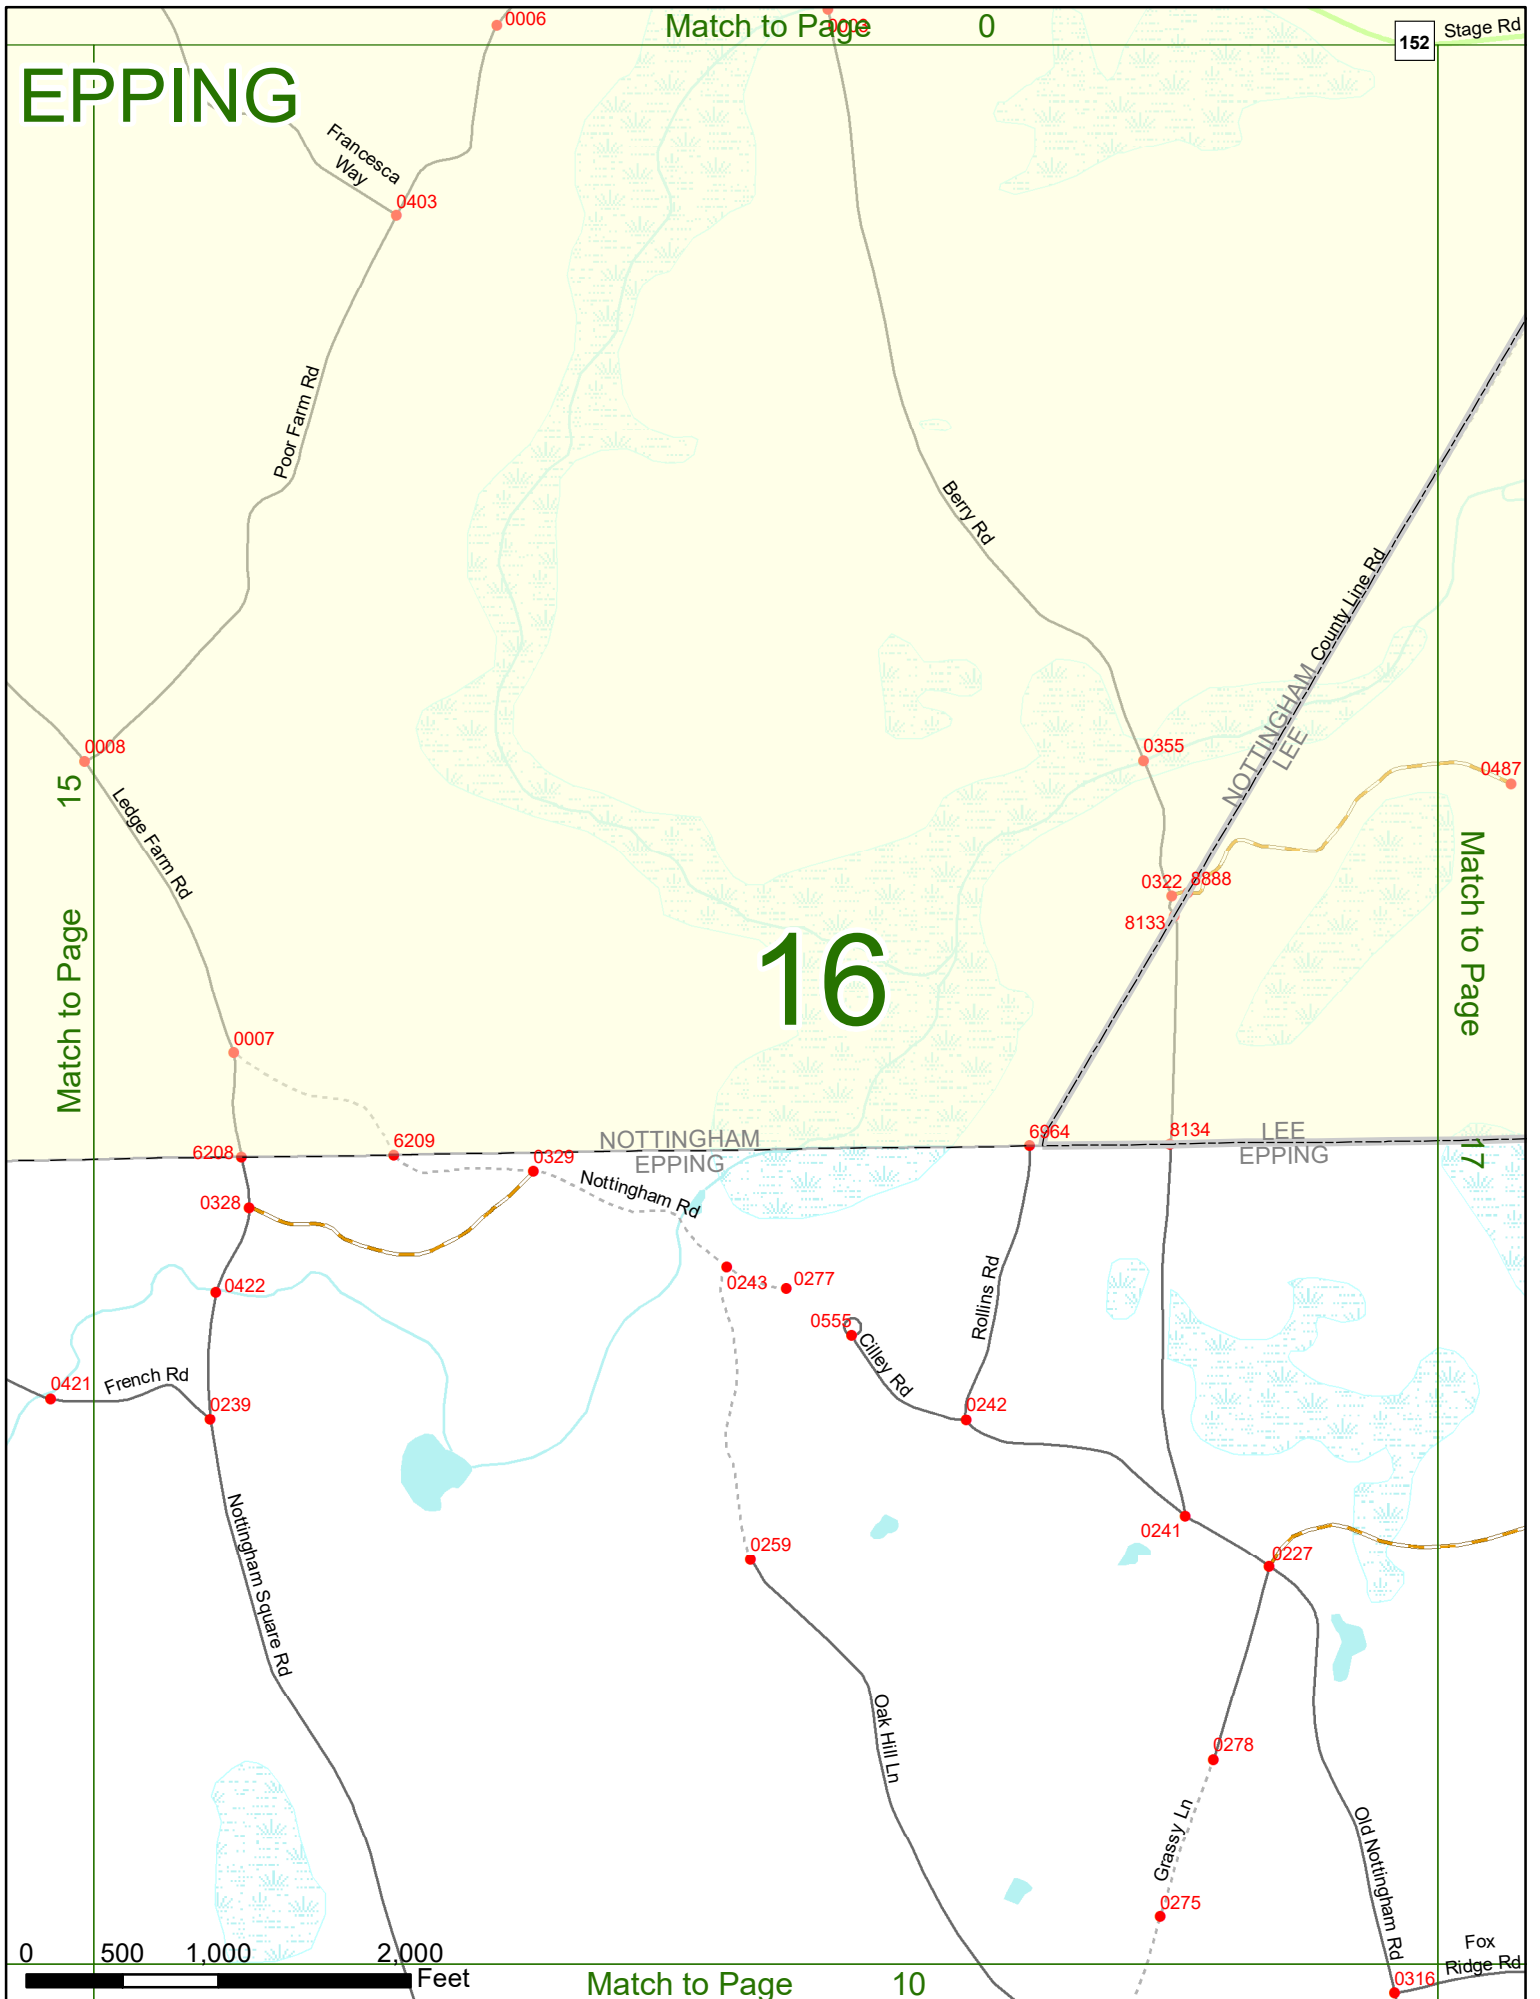 0006
Match to Page 0
0003
152
Stage Rd
EPPING
Francesca
Way
0403
Poor Farm Rd
Berry Rd
County Line Rd
NOTTINGHAM
LEE
0008
0355
0487
15
Match to Page
Ledge Farm Rd
0322
8888
8133
16
Match to Page
17
0007
6208
6209
0329
NOTTINGHAM
EPPING
6964
8134
LEE
EPPING
Nottingham Rd
0328
0243
0277
0422
0555
Cilley Rd
Rollins Rd
0421
French Rd
0239
0242
Nottingham Square Rd
0241
0259
0227
Oak Hill Ln
0278
Grassy Ln
Old Nottingham Rd
0275
0 500 1,000 2,000
Feet
Match to Page 10
Fox
Ridge Rd
0316